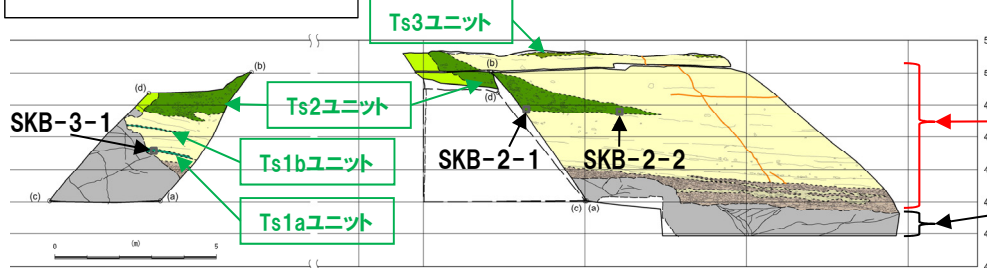 Ts3ユニット
(b)
(b)
(d)
Ts2ユニット
(d)
SKB-3-1
SKB-2-1
SKB-2-2
Ts1bユニット
(c)
(a)
(c)
(a)
Ts1aユニット
0
(m)
5